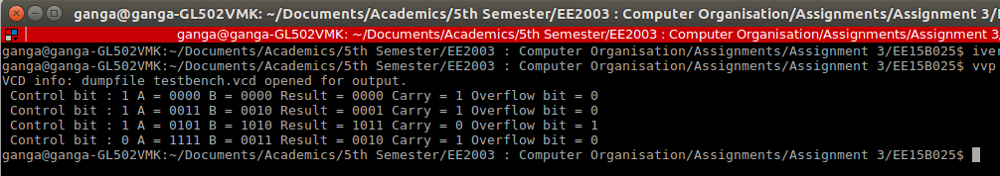 ganga@ganga-GL502VMK: ~/Documents/Academics/5th Semester/EE2003 : Computer Organisation/Assignments/Assignment 3/
ganga@ganga-GL502VMK: ~/Documents/Academics/5th Semester/EE2003 : Computer Organisation/Assignments/Assignment 3/
ganga@ganga-GL502VMK:~/Documents/Academics/5th Semester/EE2003 : Computer Organisation/Assignments/Assignment 3/EE15B025$ iver
ganga@ganga-GL502VMK:~/Documents/Academics/5th Semester/EE2003 : Computer Organisation/Assignments/Assignment 3/EE15B025$ vvp
VCD info: dumpfile testbench.vcd opened for output.
Control bit : 1 A = 0000 B = 0000 Result = 0000 Carry = 1 Overflow bit = 0
Control bit : 1 A = 0011 B = 0010 Result = 0001 Carry = 1 Overflow bit = 0
Control bit : 1 A = 0101 B = 1010 Result = 1011 Carry = 0 Overflow bit = 1
Control bit : 0 A = 1111 B = 0011 Result = 0010 Carry = 1 Overflow bit = 0
ganga@ganga-GL502VMK:~/Documents/Academics/5th Semester/EE2003 : Computer Organisation/Assignments/Assignment 3/EE15B025$